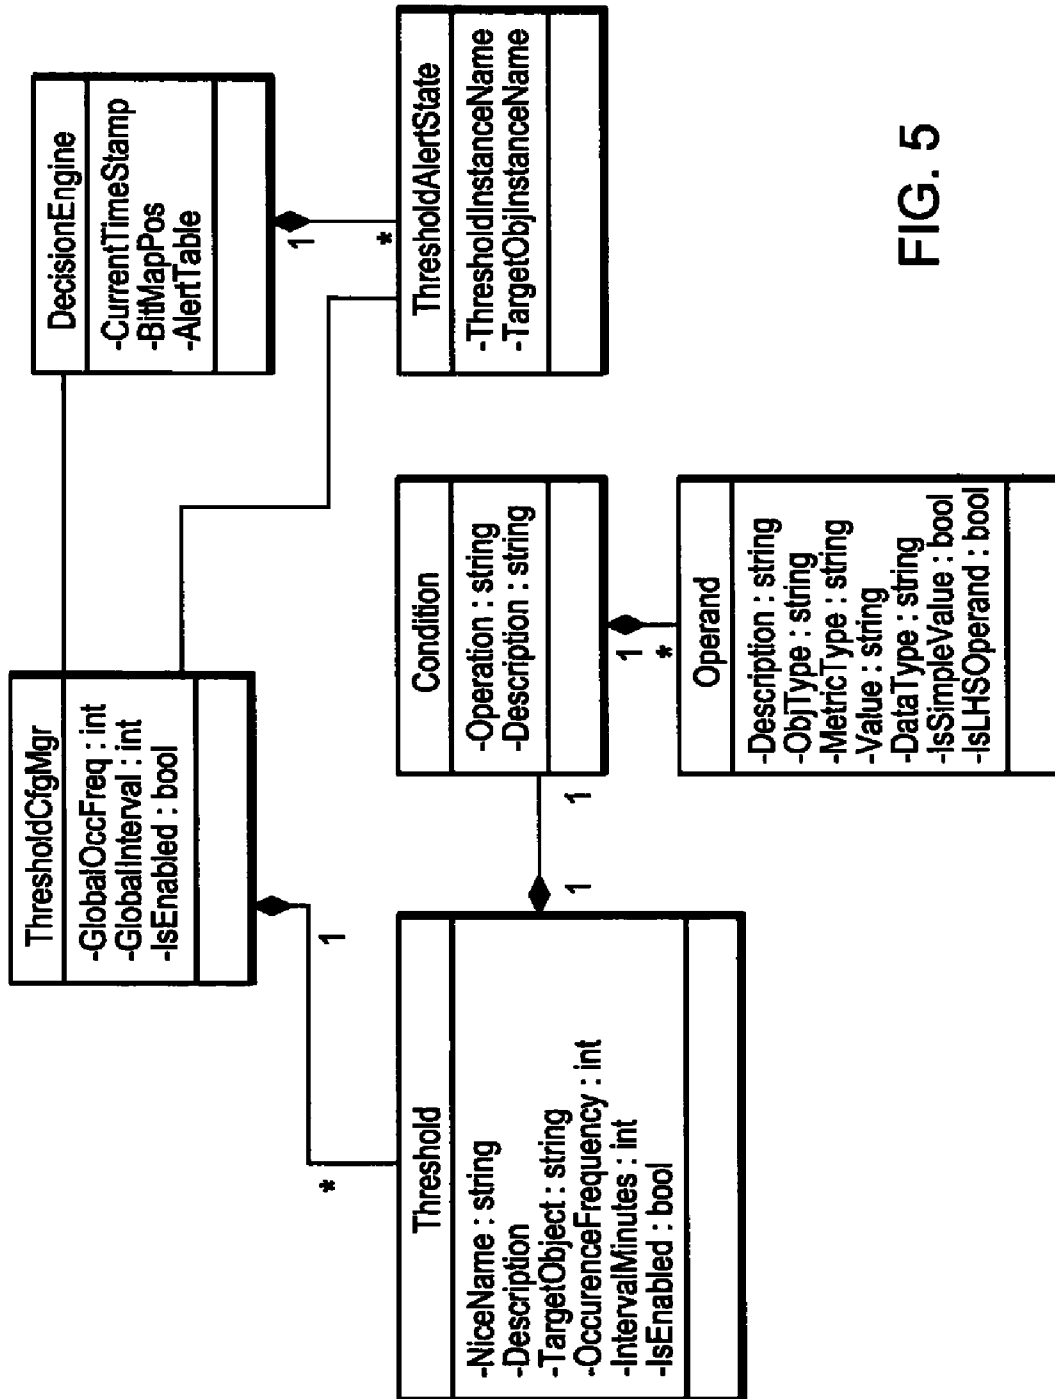 ThresholdCfgMgr
-GlobalOccFreq : int
-GlobalInterval : int
-IsEnabled : bool
DecisionEngine
-CurrentTimeStamp
-BitMapPos
-AlertTable
1
*
1
*
Threshold
-NiceName : string
-Description
-TargetObject : string
-OccurenceFrequency : int
-IntervalMinutes : int
-IsEnabled : bool
1
1
Condition
-Operation : string
-Description : string
ThresholdAlertState
-ThresholdInstanceName
-TargetObjInstanceName
1
*
Operand
-Description : string
-ObjType : string
-MetricType : string
-Value : string
-DataType : string
-IsSimpleValue : bool
-IsLHSOperand : bool
FIG. 5